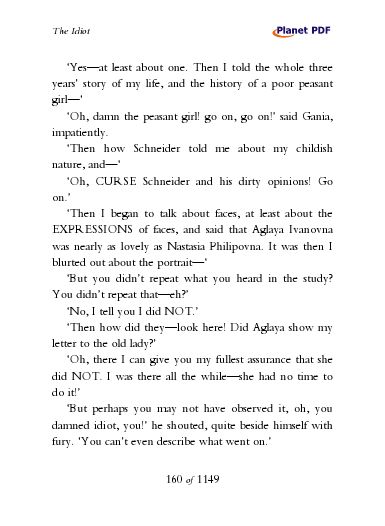 The Idiot
Planet PDF
‘Yes—at least about one. Then I told the whole three
years’ story of my life, and the history of a poor peasant
girl—‘
‘Oh, damn the peasant girl! go on, go on!’ said Gania,
impatiently.
‘Then how Schneider told me about my childish
nature, and—‘
‘Oh, CURSE Schneider and his dirty opinions! Go
on.’
‘Then I began to talk about faces, at least about the
EXPRESSIONS of faces, and said that Aglaya Ivanovna
was nearly as lovely as Nastasia Philipovna. It was then I
blurted out about the portrait—‘
‘But you didn’t repeat what you heard in the study?
You didn’t repeat that—eh?’
‘No, I tell you I did NOT.’
‘Then how did they—look here! Did Aglaya show my
letter to the old lady?’
‘Oh, there I can give you my fullest assurance that she
did NOT. I was there all the while—she had no time to
do it!’
‘But perhaps you may not have observed it, oh, you
damned idiot, you!’ he shouted, quite beside himself with
fury. ‘You can’t even describe what went on.’
160 of 1149